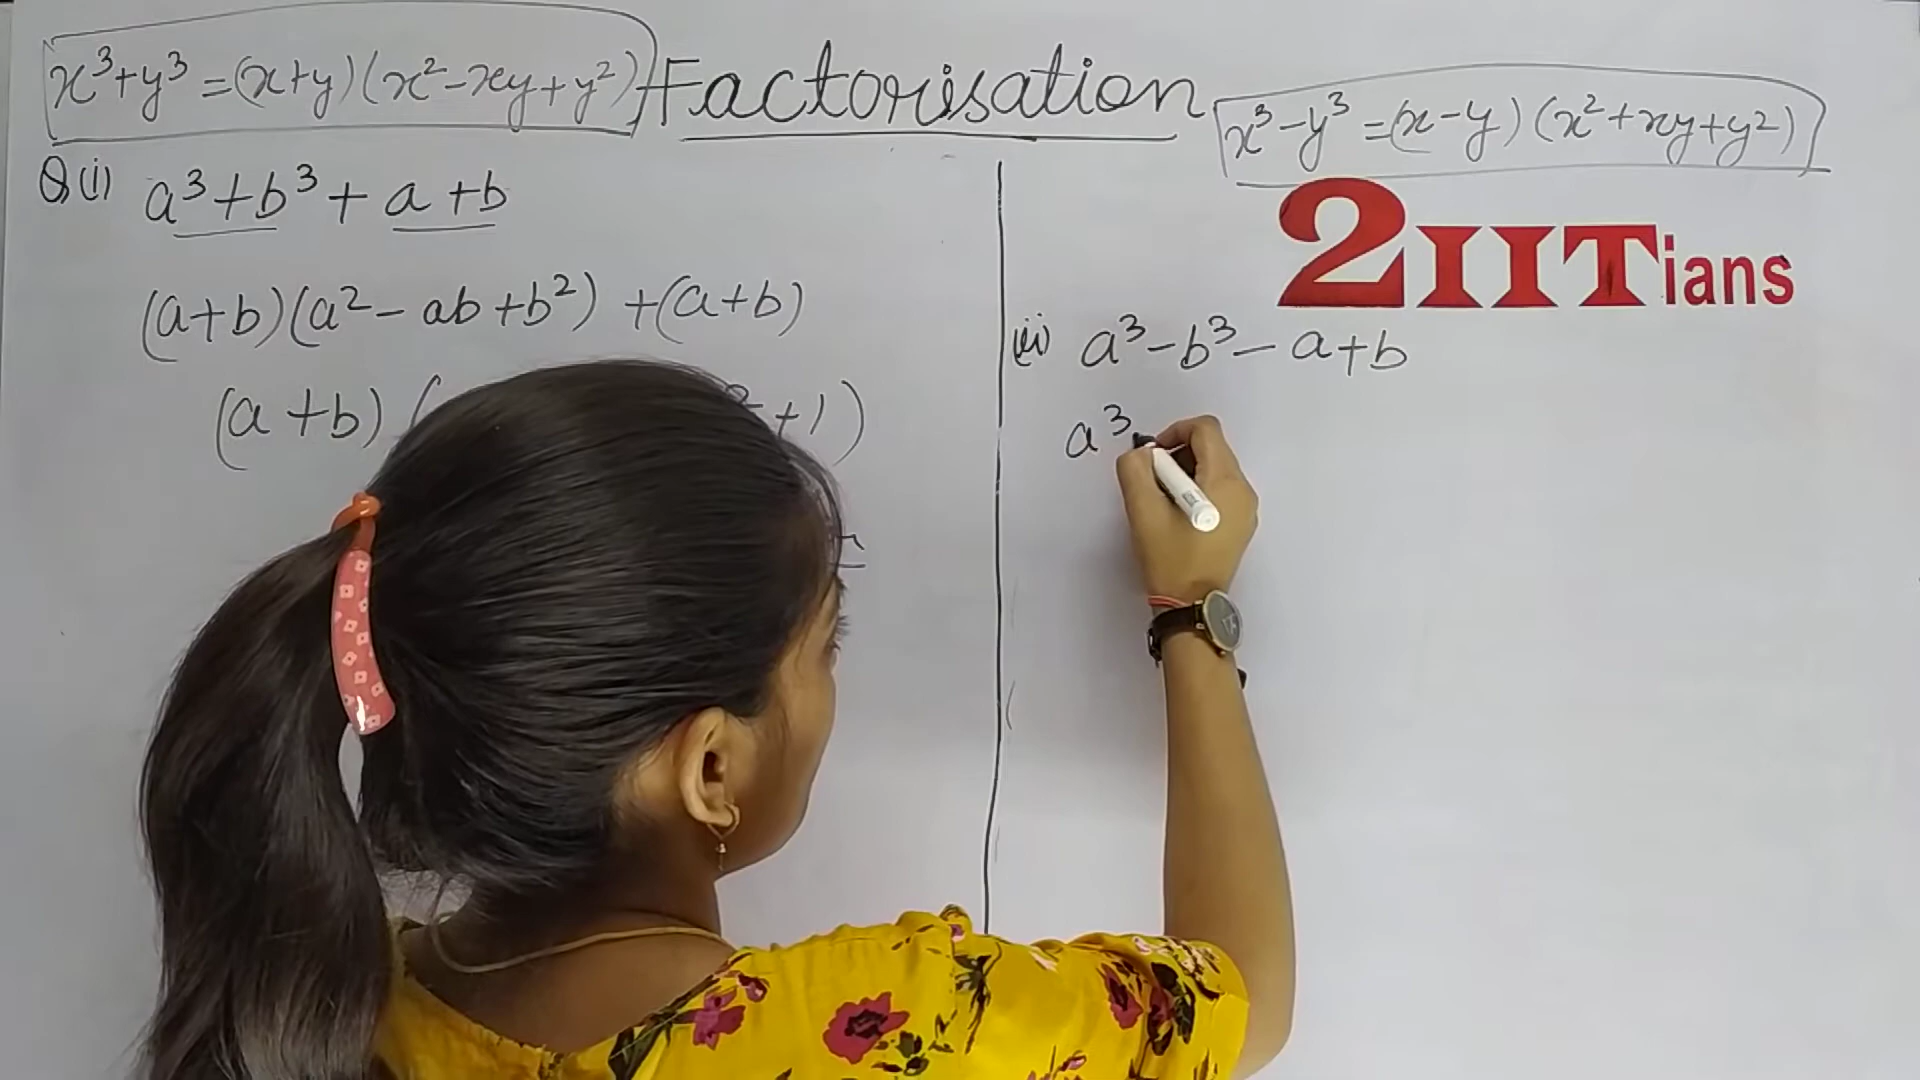 x³+y³ = (x+y)(x²-xy+y²)
Factorisation
x³-y³ = (x-y)(x²+xy+y²)
2IITians
Q(i) a³+b³+a+b
(a+b)(a²-ab+b²)+(a+b)
(a+b)( +1)
(ii) a³-b³-a+b
a³